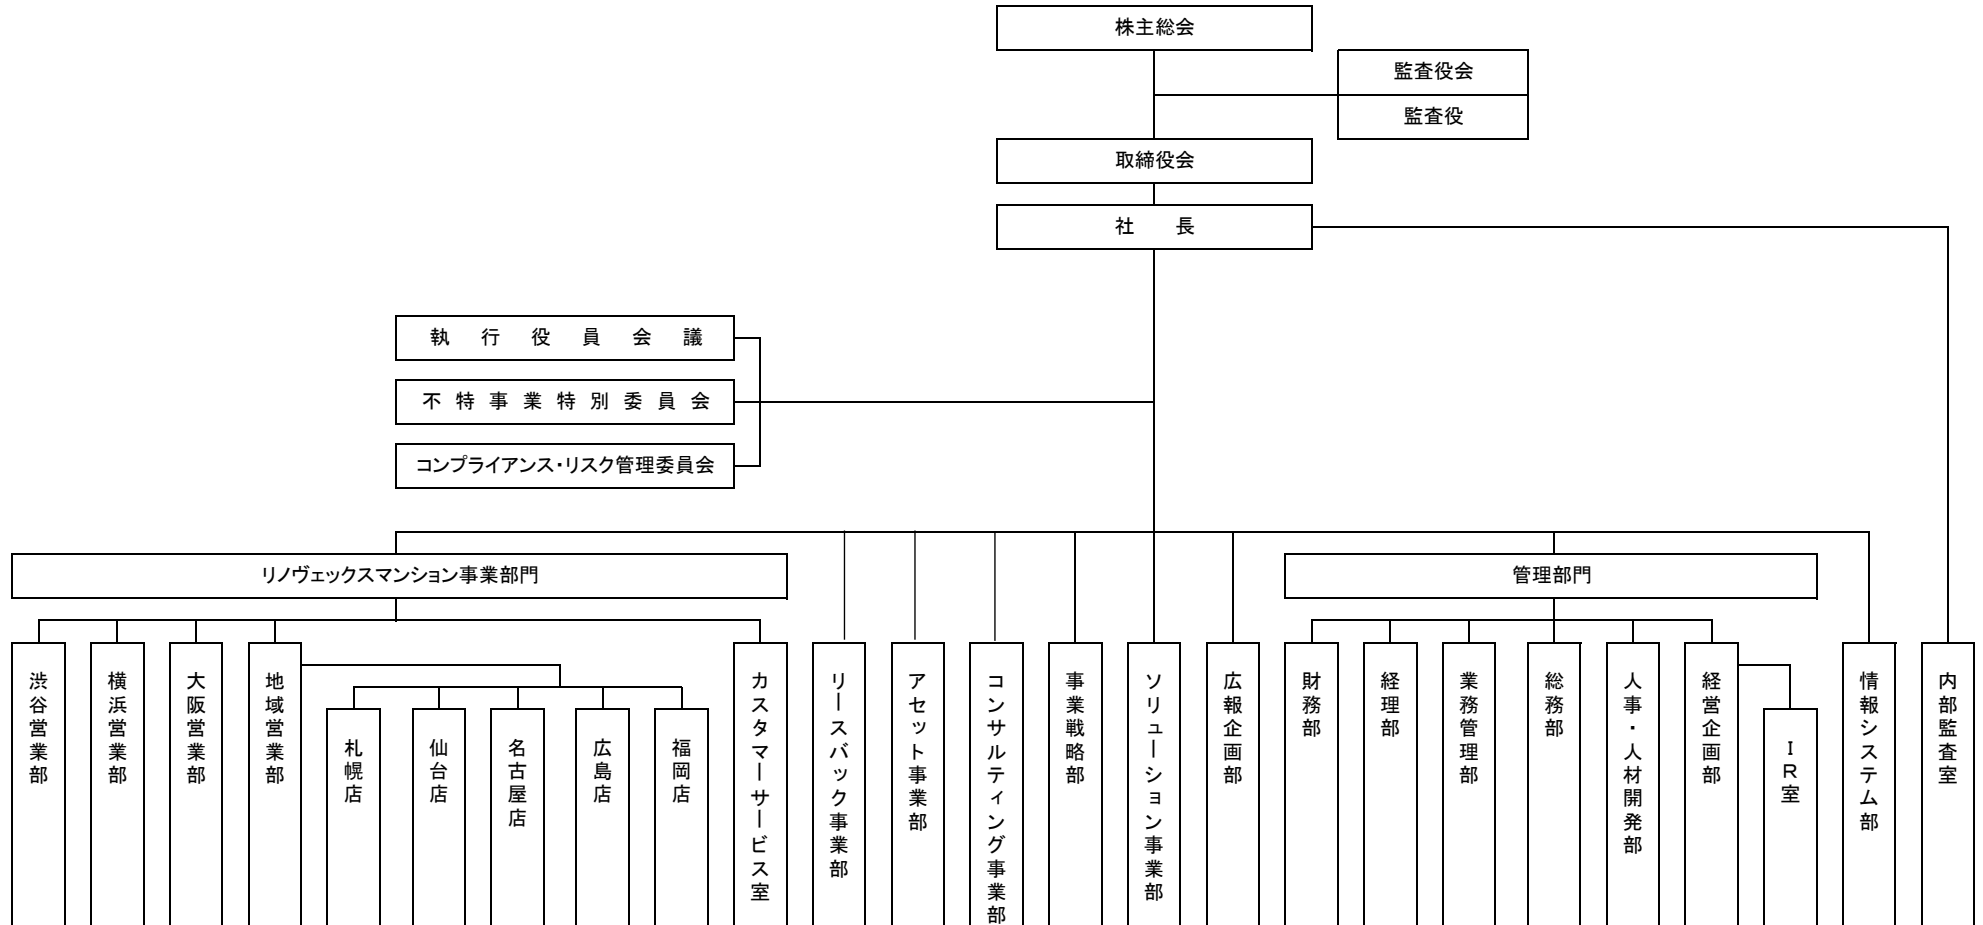 株主総会
監査役会
監査役
取締役会
社　長
執行役員会議
不特事業特別委員会
コンプライアンス・リスク管理委員会
リノヴェックスマンション事業部門
管理部門
渋谷営業部
横浜営業部
大阪営業部
地域営業部
札幌店
仙台店
名古屋店
広島店
福岡店
カスタマーサービス室
リースバック事業部
アセット事業部
コンサルティング事業部
事業戦略部
ソリューション事業部
広報企画部
財務部
経理部
業務管理部
総務部
人事・人材開発部
経営企画部
ＩＲ室
情報システム部
内部監査室